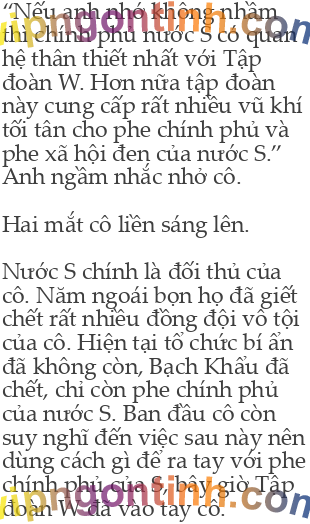 “Nếu anh nhớ không nhầm
thì chính phủ nước S có quan
hệ thân thiết nhất với Tập
đoàn W. Hơn nữa tập đoàn
này cung cấp rất nhiều vũ khí
tối tân cho phe chính phủ và
phe xã hội đen của nước S.”
Anh ngầm nhắc nhở cô.
Hai mắt cô liền sáng lên.
Nước S chính là đối thủ của
cô. Năm ngoái bọn họ đã giết
chết rất nhiều đồng đội vô tội
của cô. Hiện tại tổ chức bí ẩn
đã không còn, Bạch Khẩu đã
chết, chỉ còn phe chính phủ
của nước S. Ban đầu cô còn
suy nghĩ đến việc sau này nên
dùng cách gì để ra tay với phe
chính phủ của S, bây giờ Tập
đoàn W đã vào tay cô.
vipngontinh.com
vipngontinh.com